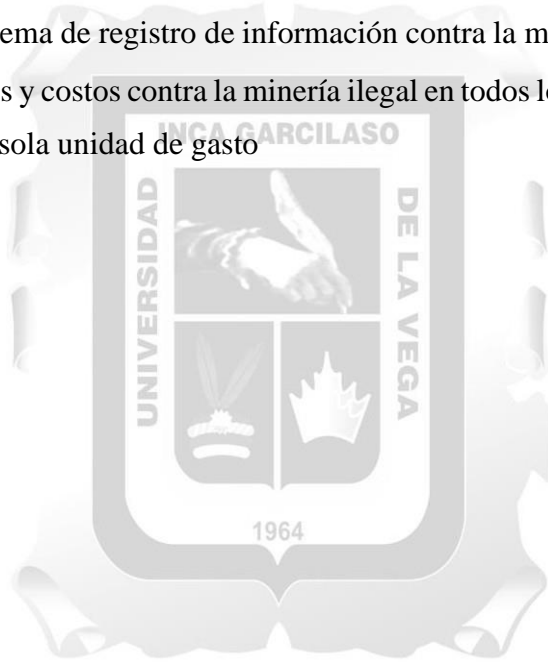 ema de registro de información contra la m
s y costos contra la minería ilegal en todos l
sola unidad de gasto
INCA GARCILASO
UNIVERSIDAD
DE LA VEGA
1964